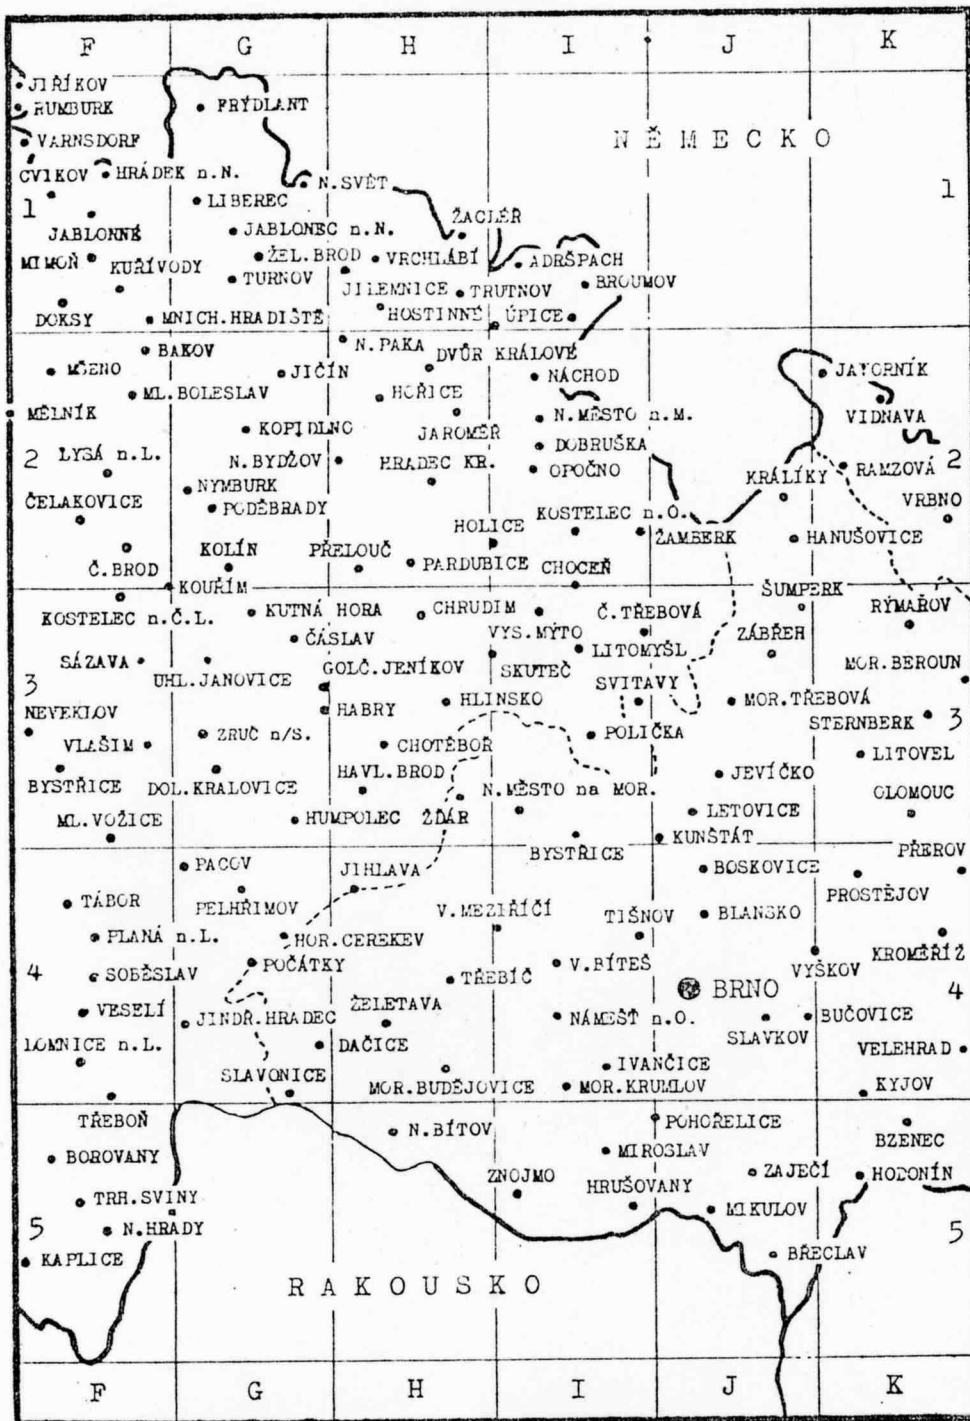 F G H I J K
JIŘÍKOV
RUMBURK
FRÝDLANT
VARNSDORF
NĚMECKO
CVIKOV HRÁDEK n.N.
N.SVĚT
1 LIBEREC 1
JABLONNÉ JABLONEC n.N. ŽACLÉŘ
MIMOŇ KUŘÍVODY ŽEL.BROD VRCHLÁBÍ ADRŠPACH
TURNOV JILEMNICE TRUTNOV BROUMOV
DOKSY MNICH.HRADIŠTĚ HOSTINNÉ ÚPICE
BAKOV N.PAKA DVŮR KRÁLOVÉ
MŠENO JIČÍN NÁCHOD JAVORNÍK
ML.BOLESLAV HOŘICE
MĚLNÍK N.MĚSTO n.M. VIDNAVA
KOPIDLNO JAROMĚŘ
2 LYSÁ n.L. N.BYDŽOV HRADEC KR. DOBRUŠKA 2
OPOČNO KRÁLÍKY RAMZOVÁ
ČELAKOVICE NYMBURK VRBNO
PODĚBRADY KOSTELEC n.O.
HOLICE ŽAMBERK HANUŠOVICE
KOLÍN PŘELOUČ
Č.BROD PARDUBICE CHOCEŇ
KOUŘÍM ŠUMPERK
KOSTELEC n.Č.L. KUTNÁ HORA CHRUDIM Č.TŘEBOVÁ RÝMAŘOV
ČÁSLAV VYS.MÝTO ZÁBŘEH
LITOMYŠL
SÁZAVA GOLČ.JENÍKOV SKUTEČ MOR.BEROUN
3 UHL.JANOVICE SVITAVY 3
HLINSKO MOR.TŘEBOVÁ
NEVEKLOV HABRY STERNBERK
ZRUČ n/S. POLIČKA
VLAŠIM CHOTĚBOŘ LITOVEL
HAVL.BROD JEVÍČKO
BYSTŘICE DOL.KRALOVICE N.MĚSTO na MOR. OLOMOUC
ML.VOŽICE HUMPOLEC ŽĎÁR LETOVICE
KUNŠTÁT
BYSTŘICE PŘEROV
PACOV JIHLAVA BOSKOVICE
PROSTĚJOV
TÁBOR PELHŘIMOV V.MEZIŘÍČÍ TIŠNOV BLANSKO
PLANÁ n.L. HOR.CEREKEV
KROMĚŘÍŽ
4 SOBĚSLAV POČÁTKY TŘEBÍČ V.BÍTEŠ VYŠKOV 4
BRNO
ŽELETAVA
VESELÍ JINDŘ.HRADEC NÁMEŠŤ n.O. BUČOVICE
SLAVKOV
LOMNICE n.L. DAČICE VELEHRAD
IVANČICE
SLAVONICE MOR.BUDĚJOVICE MOR.KRUMLOV KYJOV
TŘEBOŇ POHOŘELICE
N.BÍTOV BZENEC
BOROVANY MIROSLAV
ZAJEČÍ HODONÍN
ZNOJMO
TRH.SVINY HRUŠOVANY
MIKULOV
5 N.HRADY 5
KAPLICE BŘECLAV
RAKOUSKO
F G H I J K